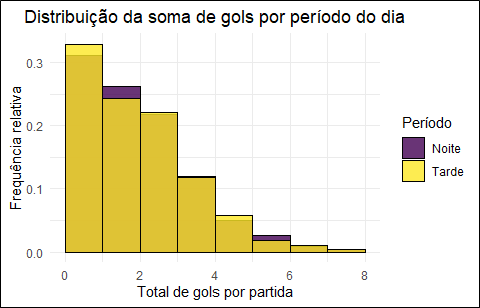 Distribuição da soma de gols por período do dia
Frequência relativa
0.3
0.2
0.1
0.0
0 2 4 6 8
Total de gols por partida
Período
Noite
Tarde